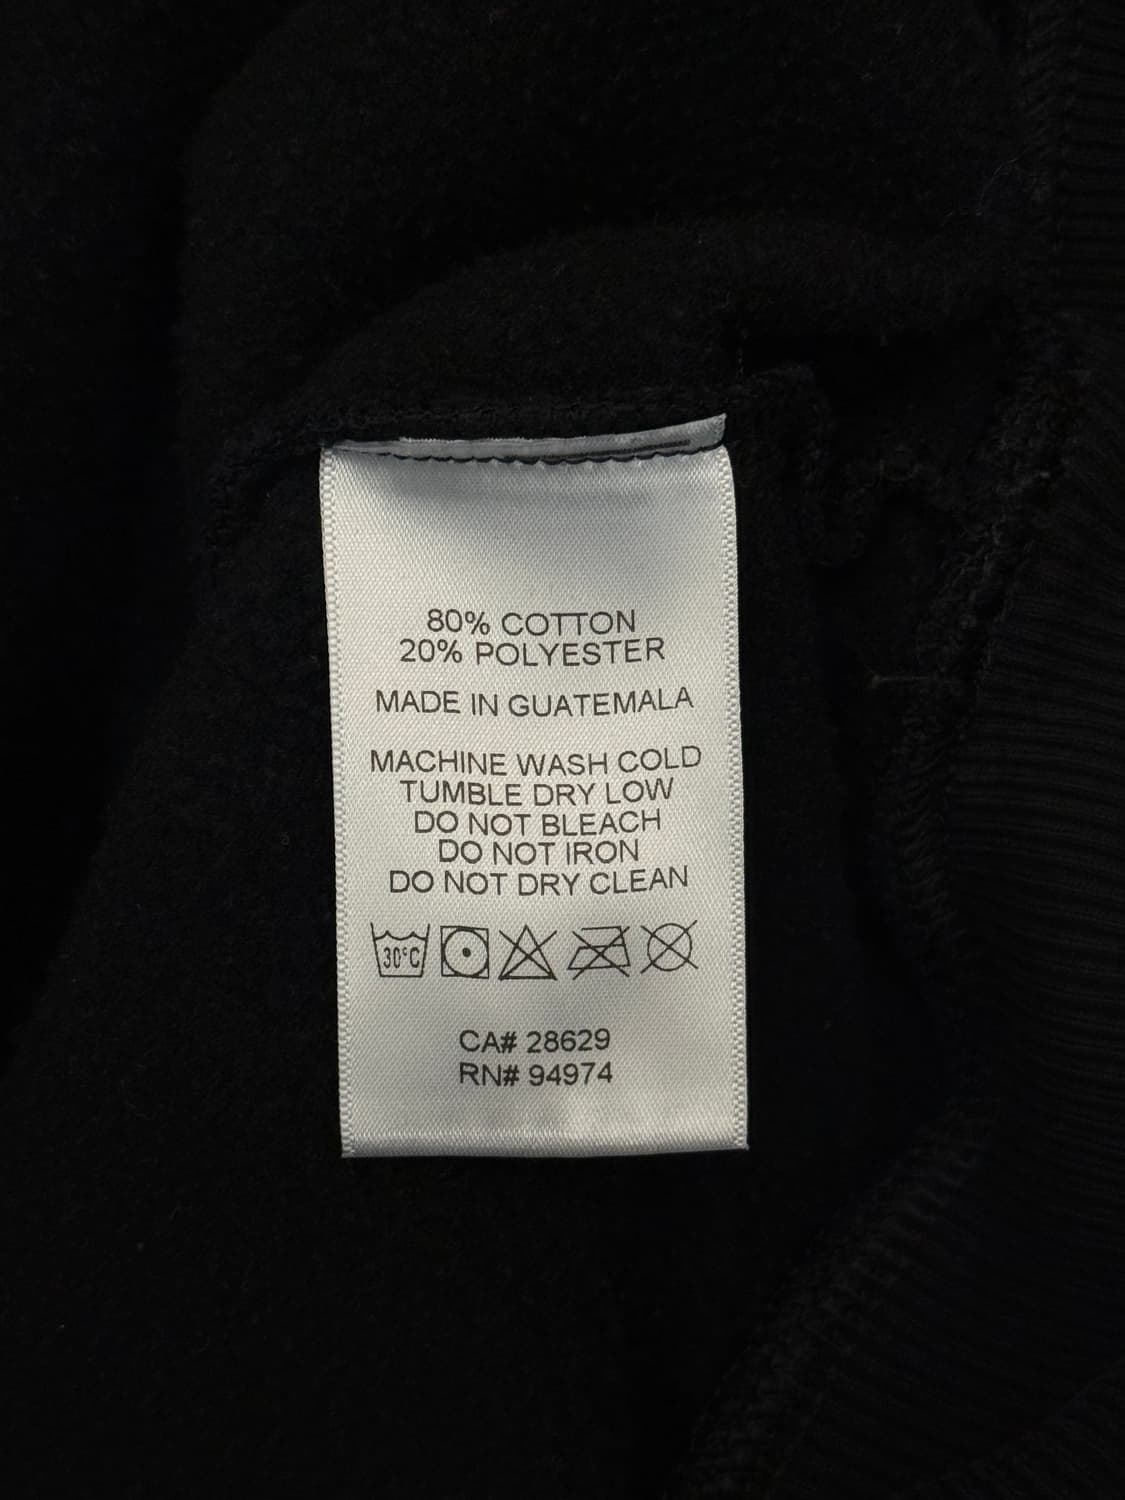 80% COTTON
20% POLYESTER
MADE IN GUATEMALA
MACHINE WASH COLD
TUMBLE DRY LOW
DO NOT BLEACH
DO NOT IRON
DO NOT DRY CLEAN
30°C
CA# 28629
RN# 94974